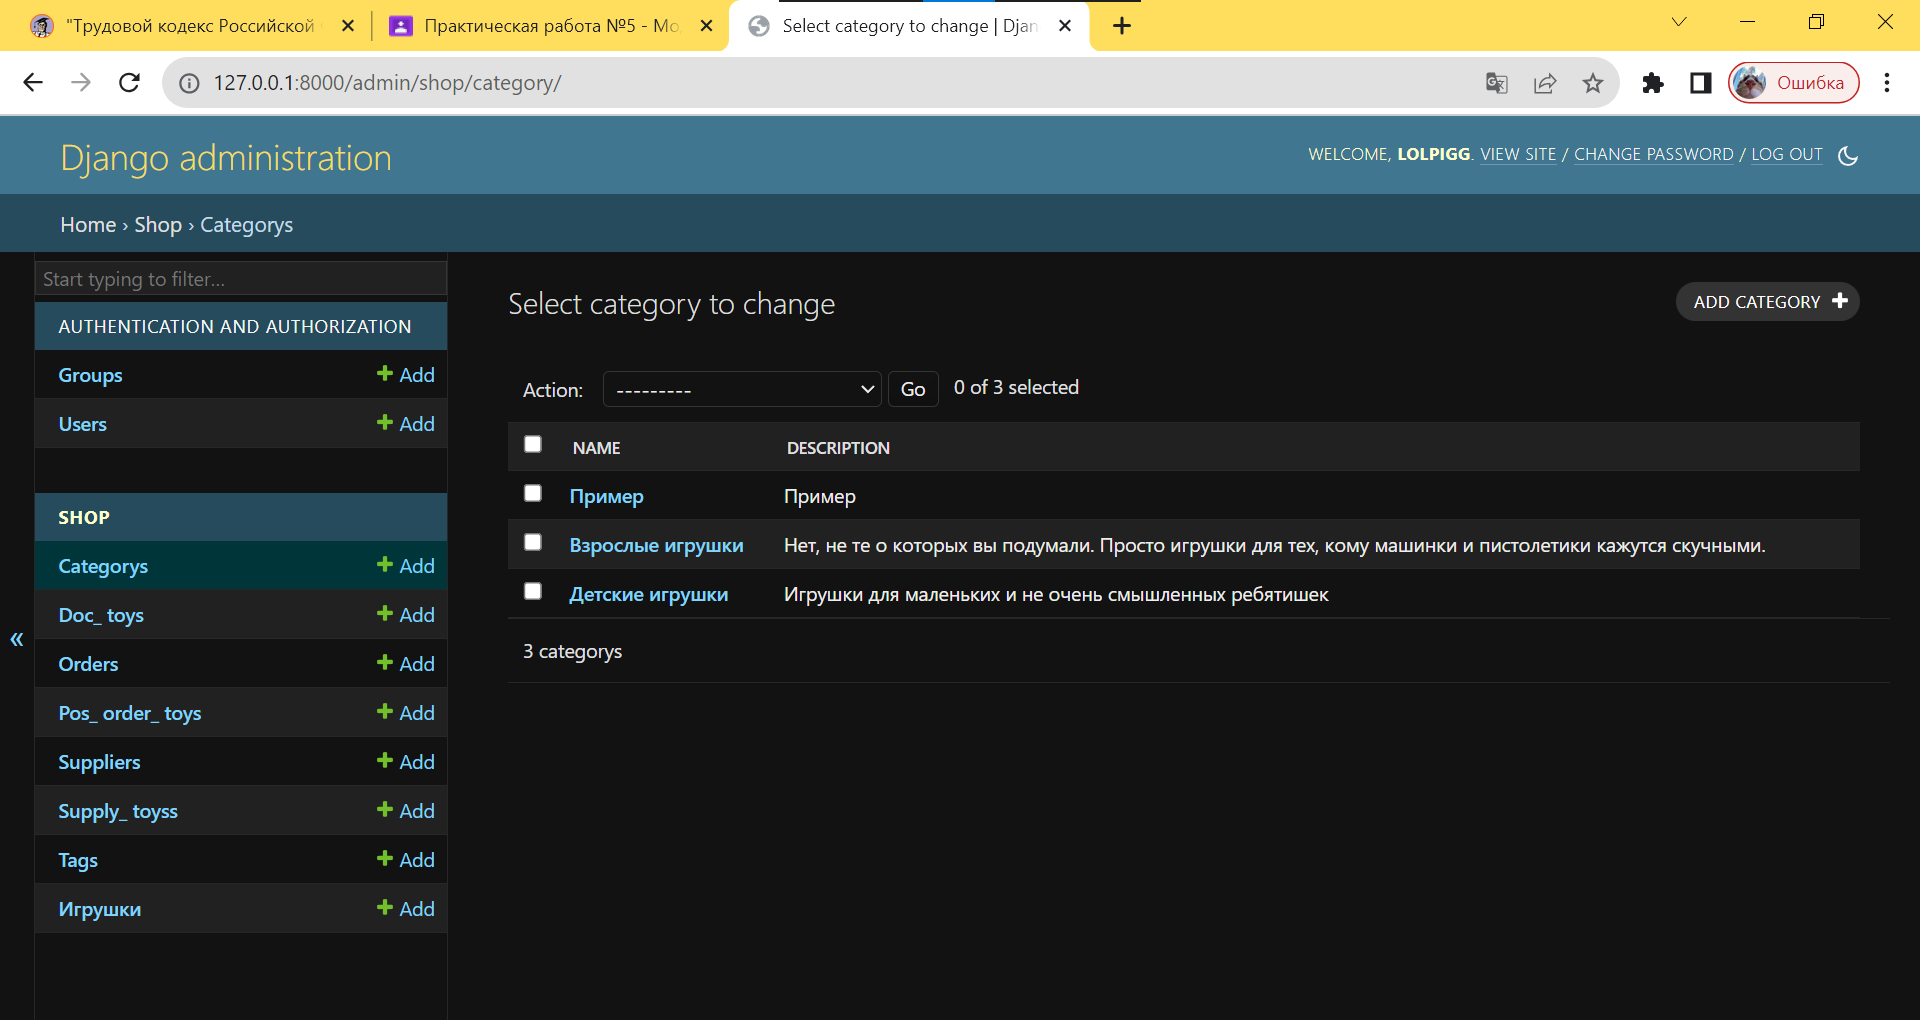 "Трудовой кодекс Российской
Практическая работа №5 - Мо
Select category to change | Djan
127.0.0.1:8000/admin/shop/category/
Ошибка
Django administration
WELCOME, LOLPIGG. VIEW SITE / CHANGE PASSWORD / LOG OUT
Home › Shop › Categorys
Start typing to filter...
AUTHENTICATION AND AUTHORIZATION
Groups + Add
Users + Add
SHOP
Categorys + Add
Doc_ toys + Add
Orders + Add
Pos_ order_ toys + Add
Suppliers + Add
Supply_ toyss + Add
Tags + Add
Игрушки + Add
«
Select category to change
ADD CATEGORY +
Action: --------- Go 0 of 3 selected
NAME DESCRIPTION
Пример Пример
Взрослые игрушки Нет, не те о которых вы подумали. Просто игрушки для тех, кому машинки и пистолетики кажутся скучными.
Детские игрушки Игрушки для маленьких и не очень смышленных ребятишек
3 categorys